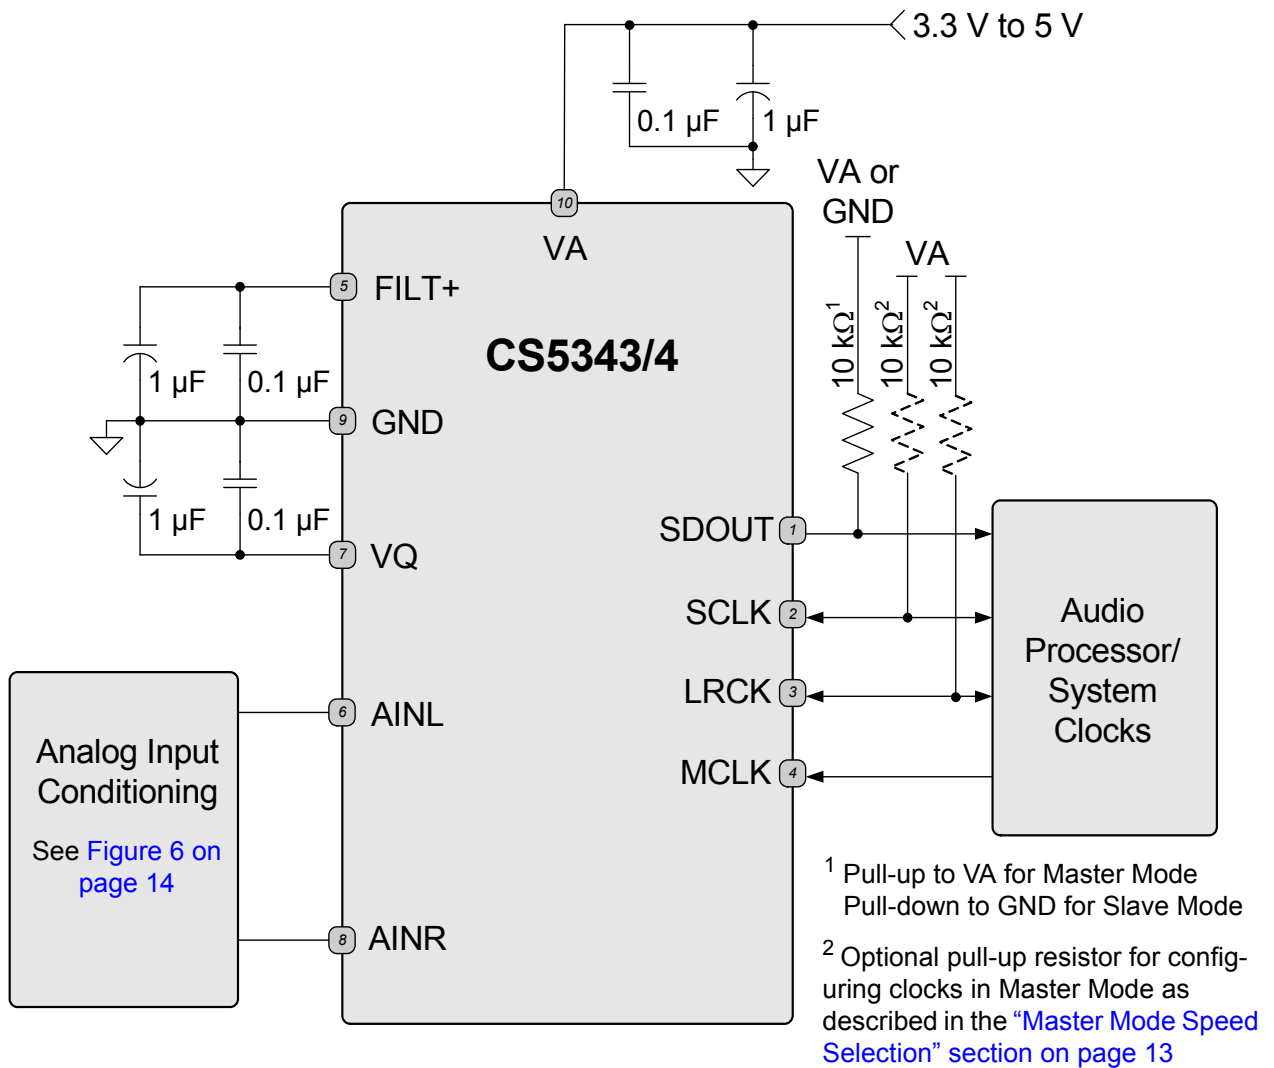 3.3 V to 5 V
0.1 µF
1 µF
VA or
GND
VA
10
VA
5
FILT+
10 kΩ1
10 kΩ2
10 kΩ2
CS5343/4
1 µF
0.1 µF
9
GND
1 µF
0.1 µF
7
VQ
SDOUT
1
SCLK
2
LRCK
3
MCLK
4
Audio
Processor/
System
Clocks
6
AINL
Analog Input
Conditioning
See Figure 6 on
page 14
8
AINR
1 Pull-up to VA for Master Mode
Pull-down to GND for Slave Mode
2 Optional pull-up resistor for config-
uring clocks in Master Mode as
described in the “Master Mode Speed
Selection” section on page 13